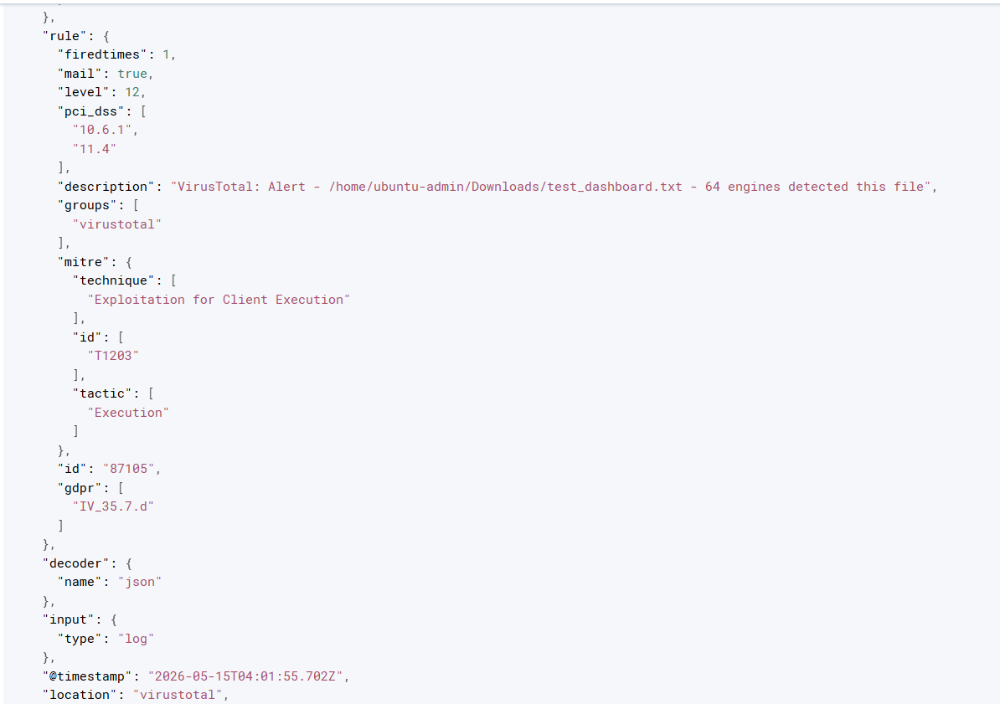 },
"rule": {
"firedtimes": 1,
"mail": true,
"level": 12,
"pci_dss": [
"10.6.1",
"11.4"
],
"description": "VirusTotal: Alert - /home/ubuntu-admin/Downloads/test_dashboard.txt - 64 engines detected this file",
"groups": [
"virustotal"
],
"mitre": {
"technique": [
"Exploitation for Client Execution"
],
"id": [
"T1203"
],
"tactic": [
"Execution"
]
},
"id": "87105",
"gdpr": [
"IV_35.7.d"
]
},
"decoder": {
"name": "json"
},
"input": {
"type": "log"
},
"@timestamp": "2026-05-15T04:01:55.702Z",
"location": "virustotal",